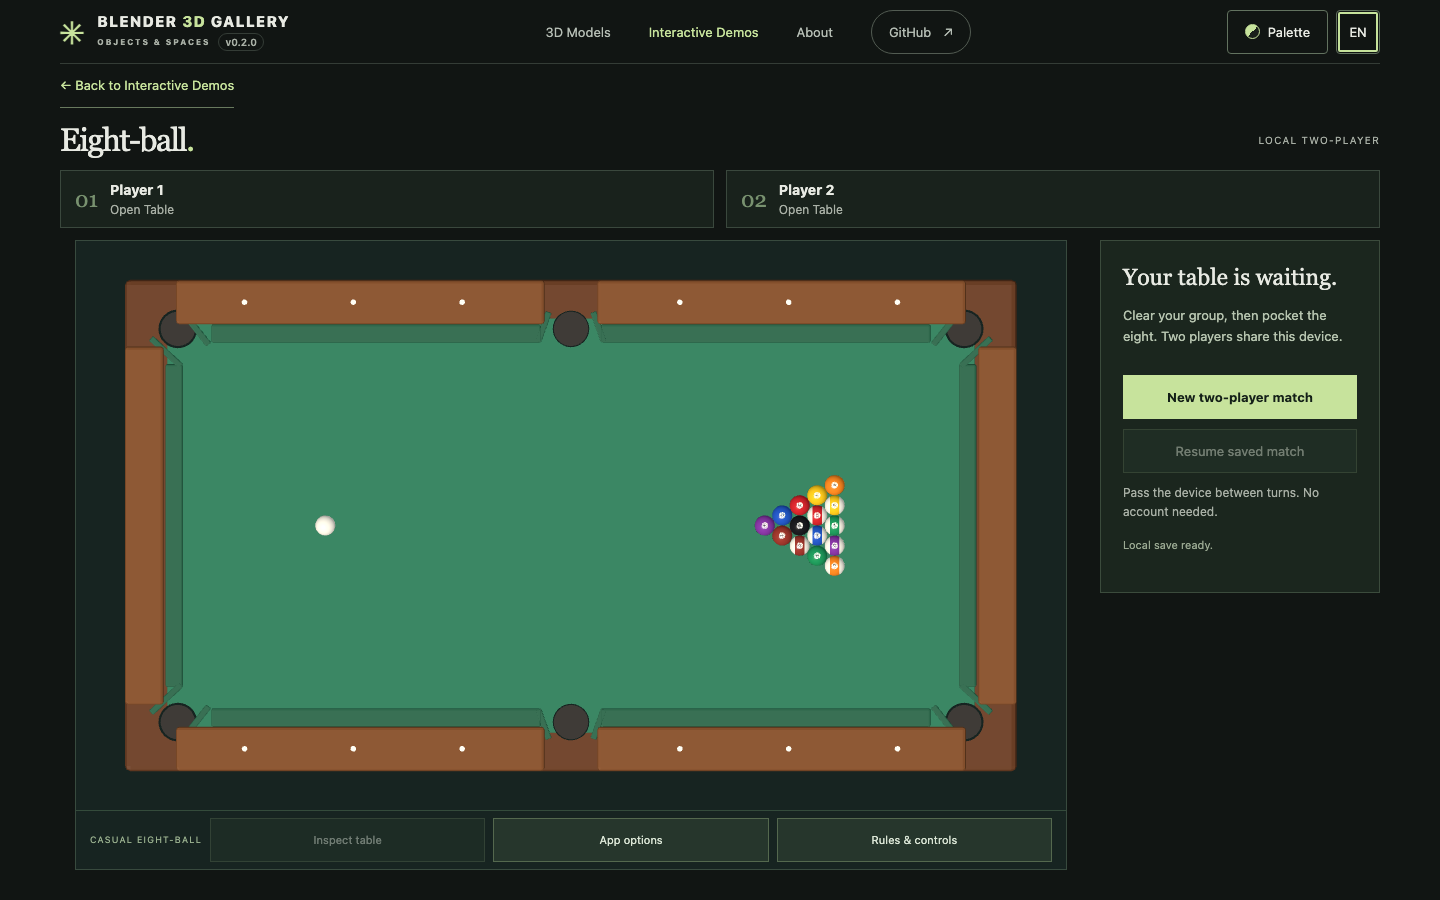 BLENDER 3D GALLERY
OBJECTS & SPACES v0.2.0
3D Models
Interactive Demos
About
GitHub ↗
Palette
EN
← Back to Interactive Demos
Eight-ball.
LOCAL TWO-PLAYER
01
Player 1
Open Table
02
Player 2
Open Table
Your table is waiting.
Clear your group, then pocket the
eight. Two players share this device.
New two-player match
Resume saved match
Pass the device between turns. No
account needed.
Local save ready.
CASUAL EIGHT-BALL
Inspect table
App options
Rules & controls